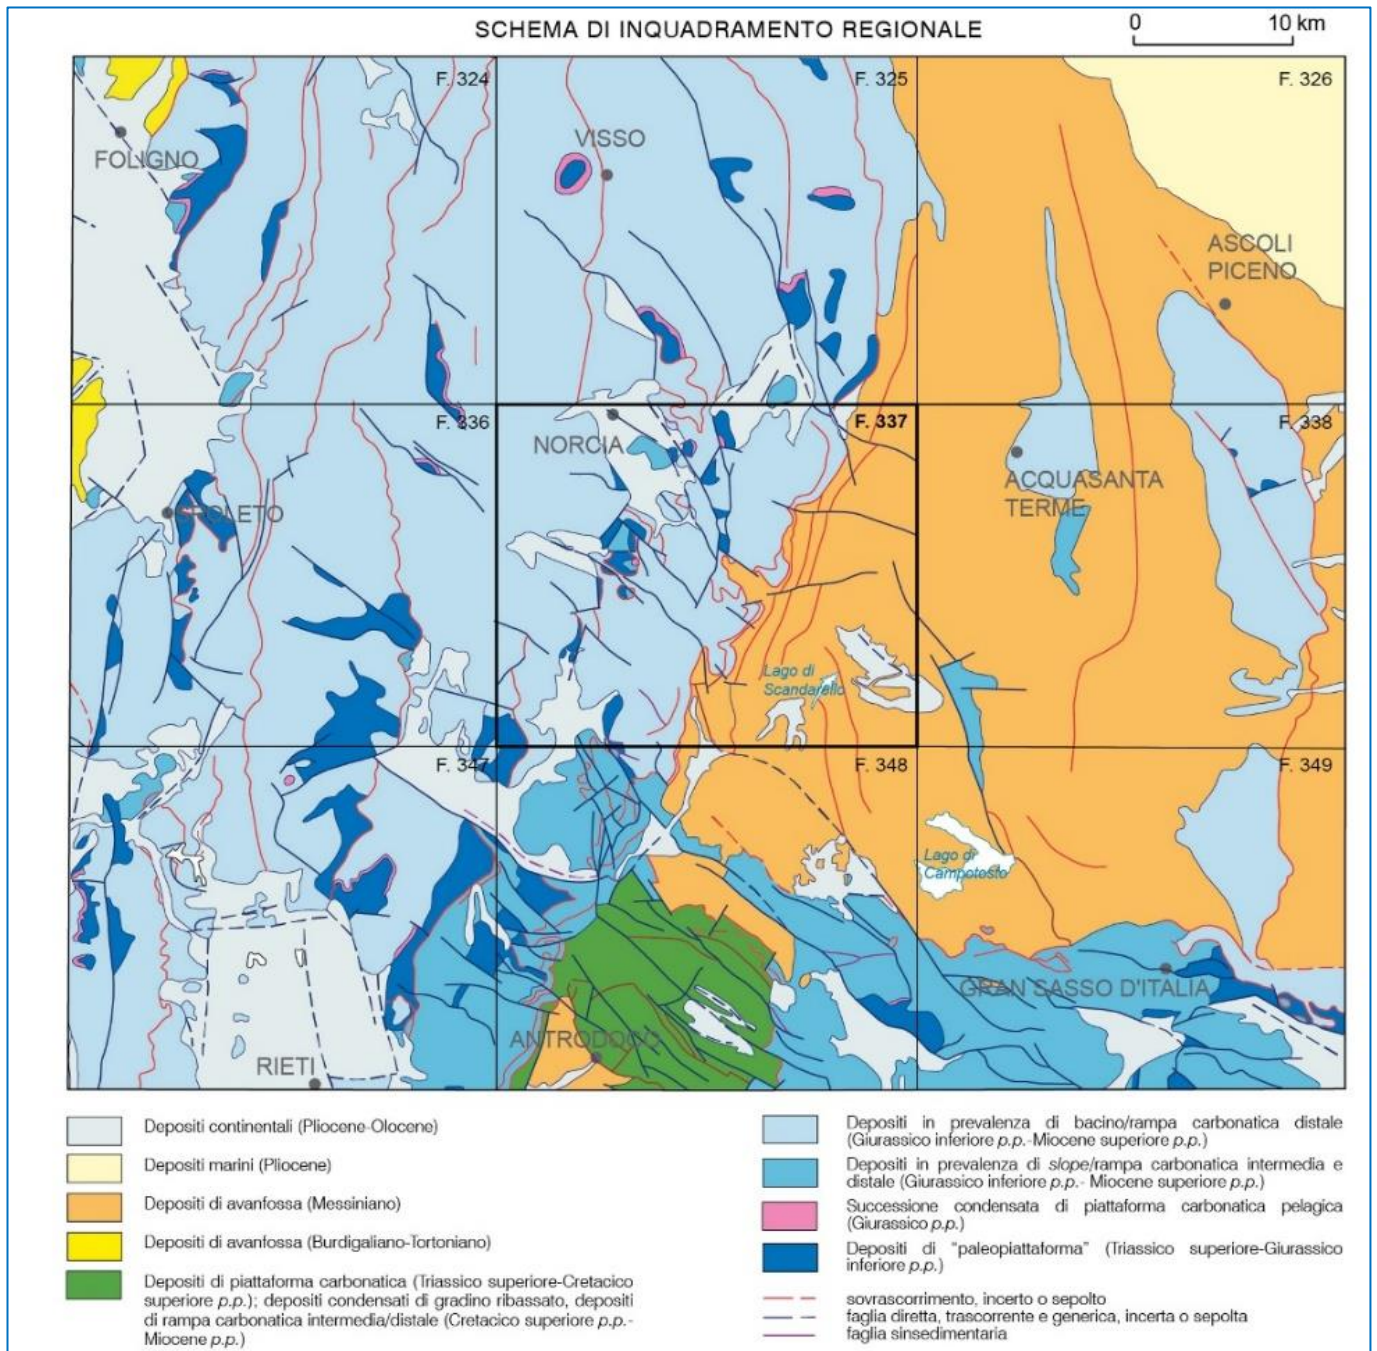 SCHEMA DI INQUADRAMENTO REGIONALE
0 10 km
F. 324
F. 325
F. 326
FOLIGNO
VISSO
ASCOLI
PICENO
F. 336
F. 337
F. 338
NORCIA
ACQUASANTA
TERME
SPOLETO
Lago di
Scandarello
F. 347
F. 348
F. 349
Lago di
Campotosto
GRAN SASSO D'ITALIA
ANTRODOCO
RIETI
Depositi continentali (Pliocene-Olocene)
Depositi marini (Pliocene)
Depositi di avanfossa (Messiniano)
Depositi di avanfossa (Burdigaliano-Tortoniano)
Depositi di piattaforma carbonatica (Triassico superiore-Cretacico
superiore p.p.); depositi condensati di gradino ribassato, depositi
di rampa carbonatica intermedia/distale (Cretacico superiore p.p.-
Miocene p.p.)
Depositi in prevalenza di bacino/rampa carbonatica distale
(Giurassico inferiore p.p.-Miocene superiore p.p.)
Depositi in prevalenza di slope/rampa carbonatica intermedia e
distale (Giurassico inferiore p.p.- Miocene superiore p.p.)
Successione condensata di piattaforma carbonatica pelagica
(Giurassico p.p.)
Depositi di "paleopiattaforma" (Triassico superiore-Giurassico
inferiore p.p.)
sovrascorrimento, incerto o sepolto
faglia diretta, trascorrente e generica, incerta o sepolta
faglia sinsedimentaria